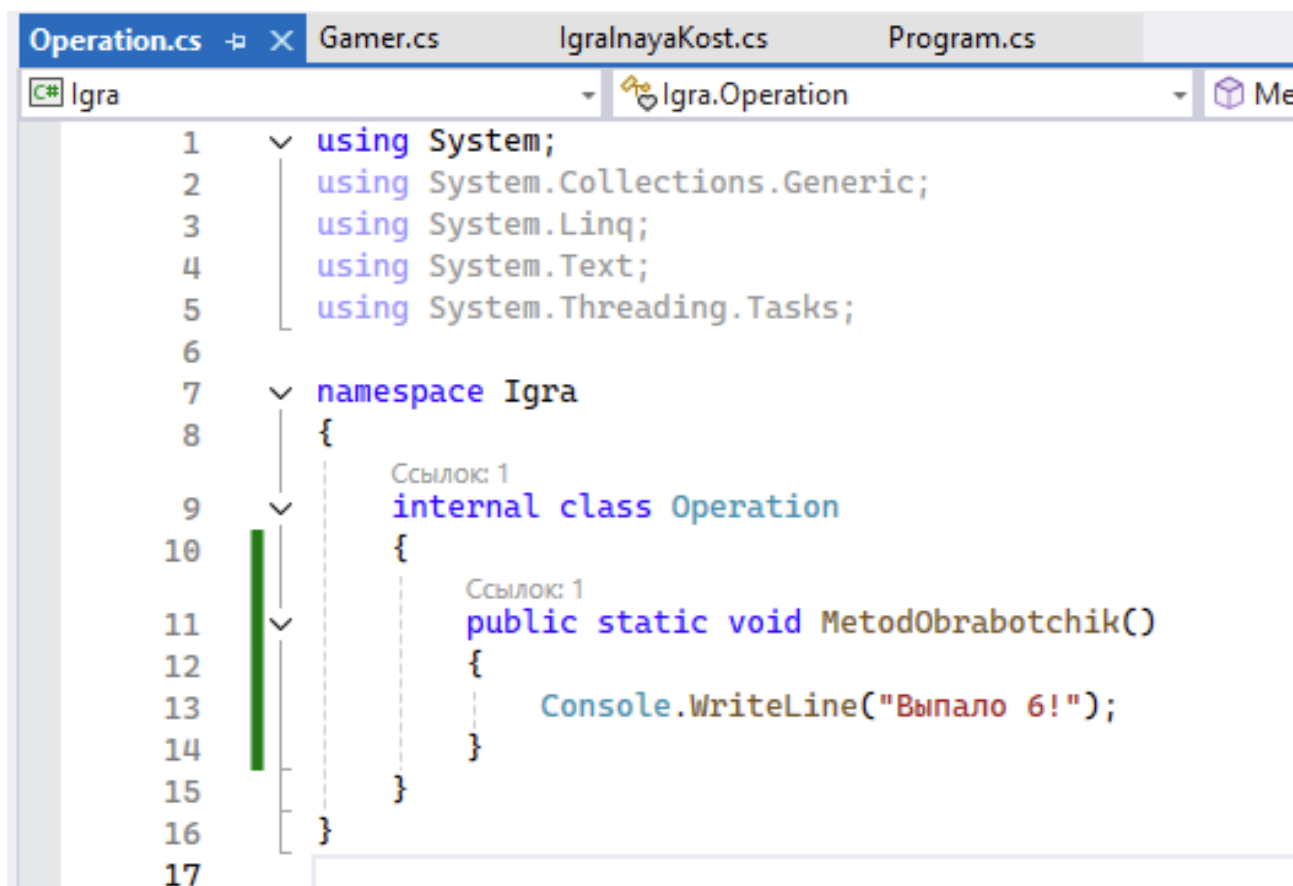 Operation.cs Gamer.cs IgralnayaKost.cs Program.cs
C# Igra Igra.Operation Me
1 using System;
2 using System.Collections.Generic;
3 using System.Linq;
4 using System.Text;
5 using System.Threading.Tasks;
6
7 namespace Igra
8 {
Ссылок: 1
9 internal class Operation
10 {
Ссылок: 1
11 public static void MetodObrabotchik()
12 {
13 Console.WriteLine("Выпало 6!");
14 }
15 }
16 }
17